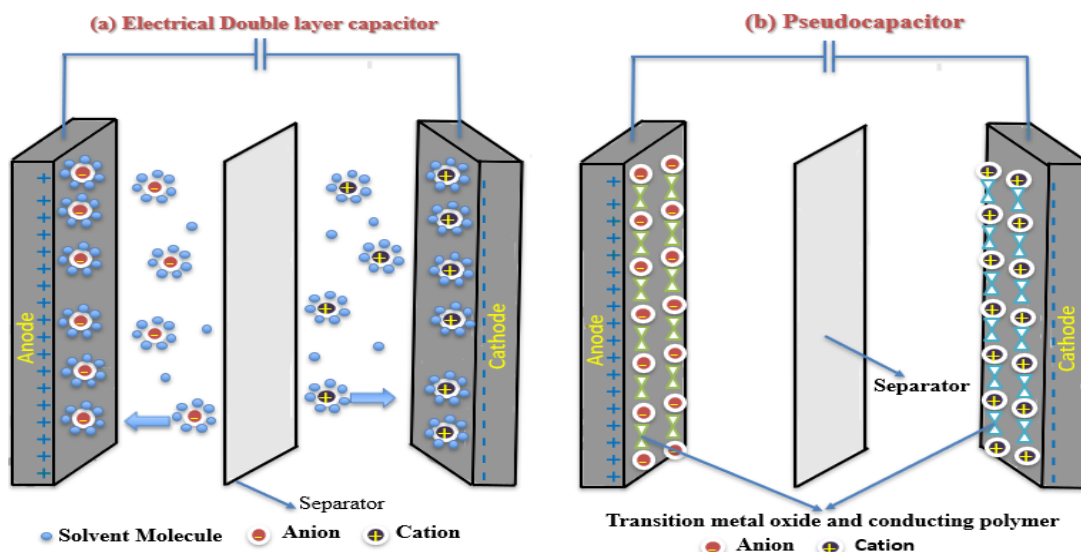 (a) Electrical Double layer capacitor
Anode
Cathode
Separator
Solvent Molecule Anion Cation
(b) Pseudocapacitor
Anode
Cathode
Separator
Transition metal oxide and conducting polymer
Anion Cation